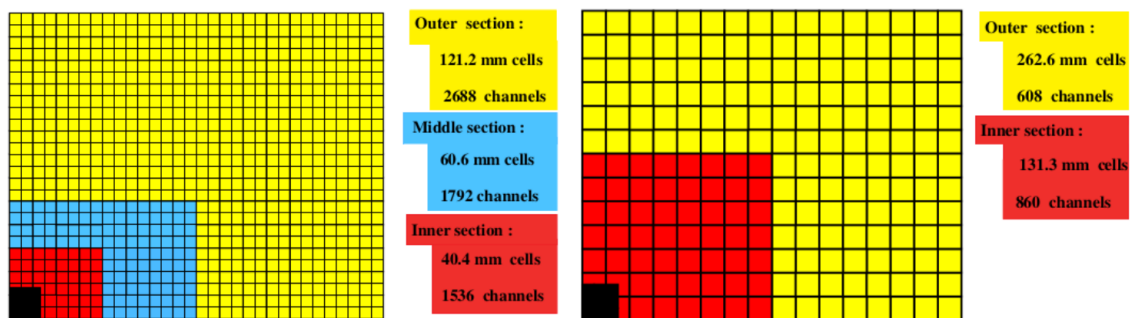 Outer section :
121.2 mm cells
2688 channels
Middle section :
60.6 mm cells
1792 channels
Inner section :
40.4 mm cells
1536 channels
Outer section :
262.6 mm cells
608 channels
Inner section :
131.3 mm cells
860 channels